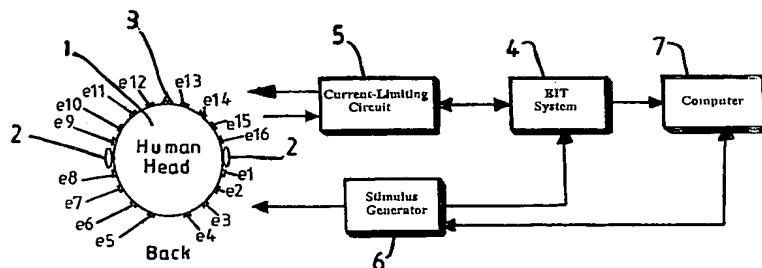 3
1
5
4
7
e12
e13
e11
e14
e10
e15
e9
e16
2
2
Human
Head
e8
e1
e7
e2
e6
e3
e5
e4
Back
Current-Limiting
Circuit
EIT
System
Computer
Stimulus
Generator
6